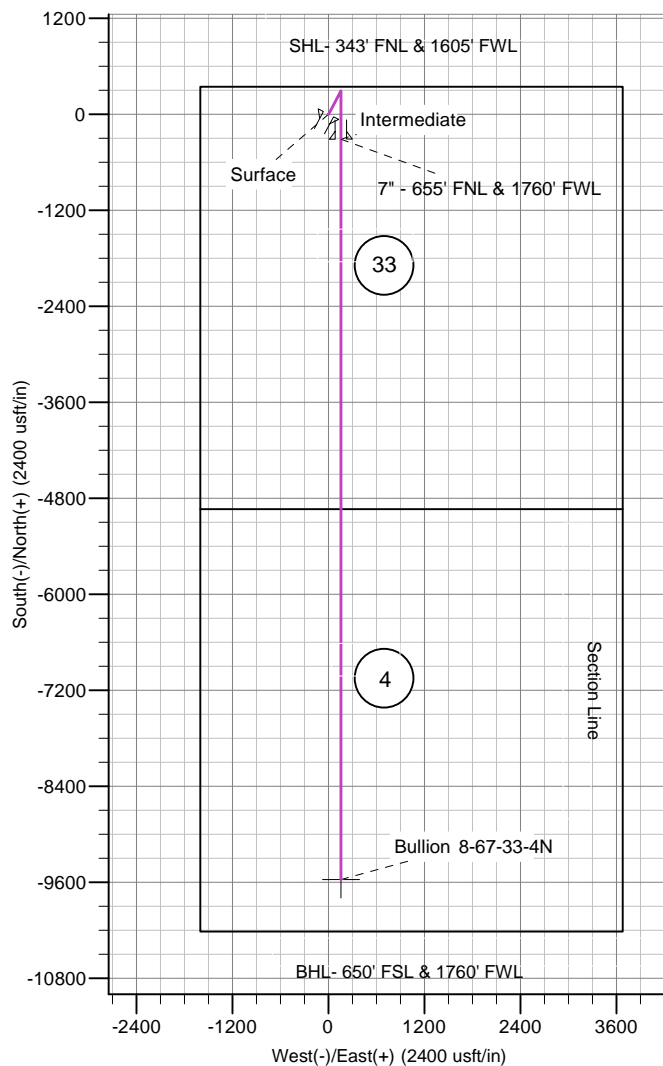 1200
SHL- 343' FNL & 1605' FWL
0
Intermediate
Surface
7" - 655' FNL & 1760' FWL
-1200
33
-2400
-3600
South(-)/North(+) (2400 usft/in)
-4800
-6000
Section Line
4
-7200
-8400
Bullion 8-67-33-4N
-9600
BHL- 650' FSL & 1760' FWL
-10800
-2400 -1200 0 1200 2400 3600
West(-)/East(+) (2400 usft/in)